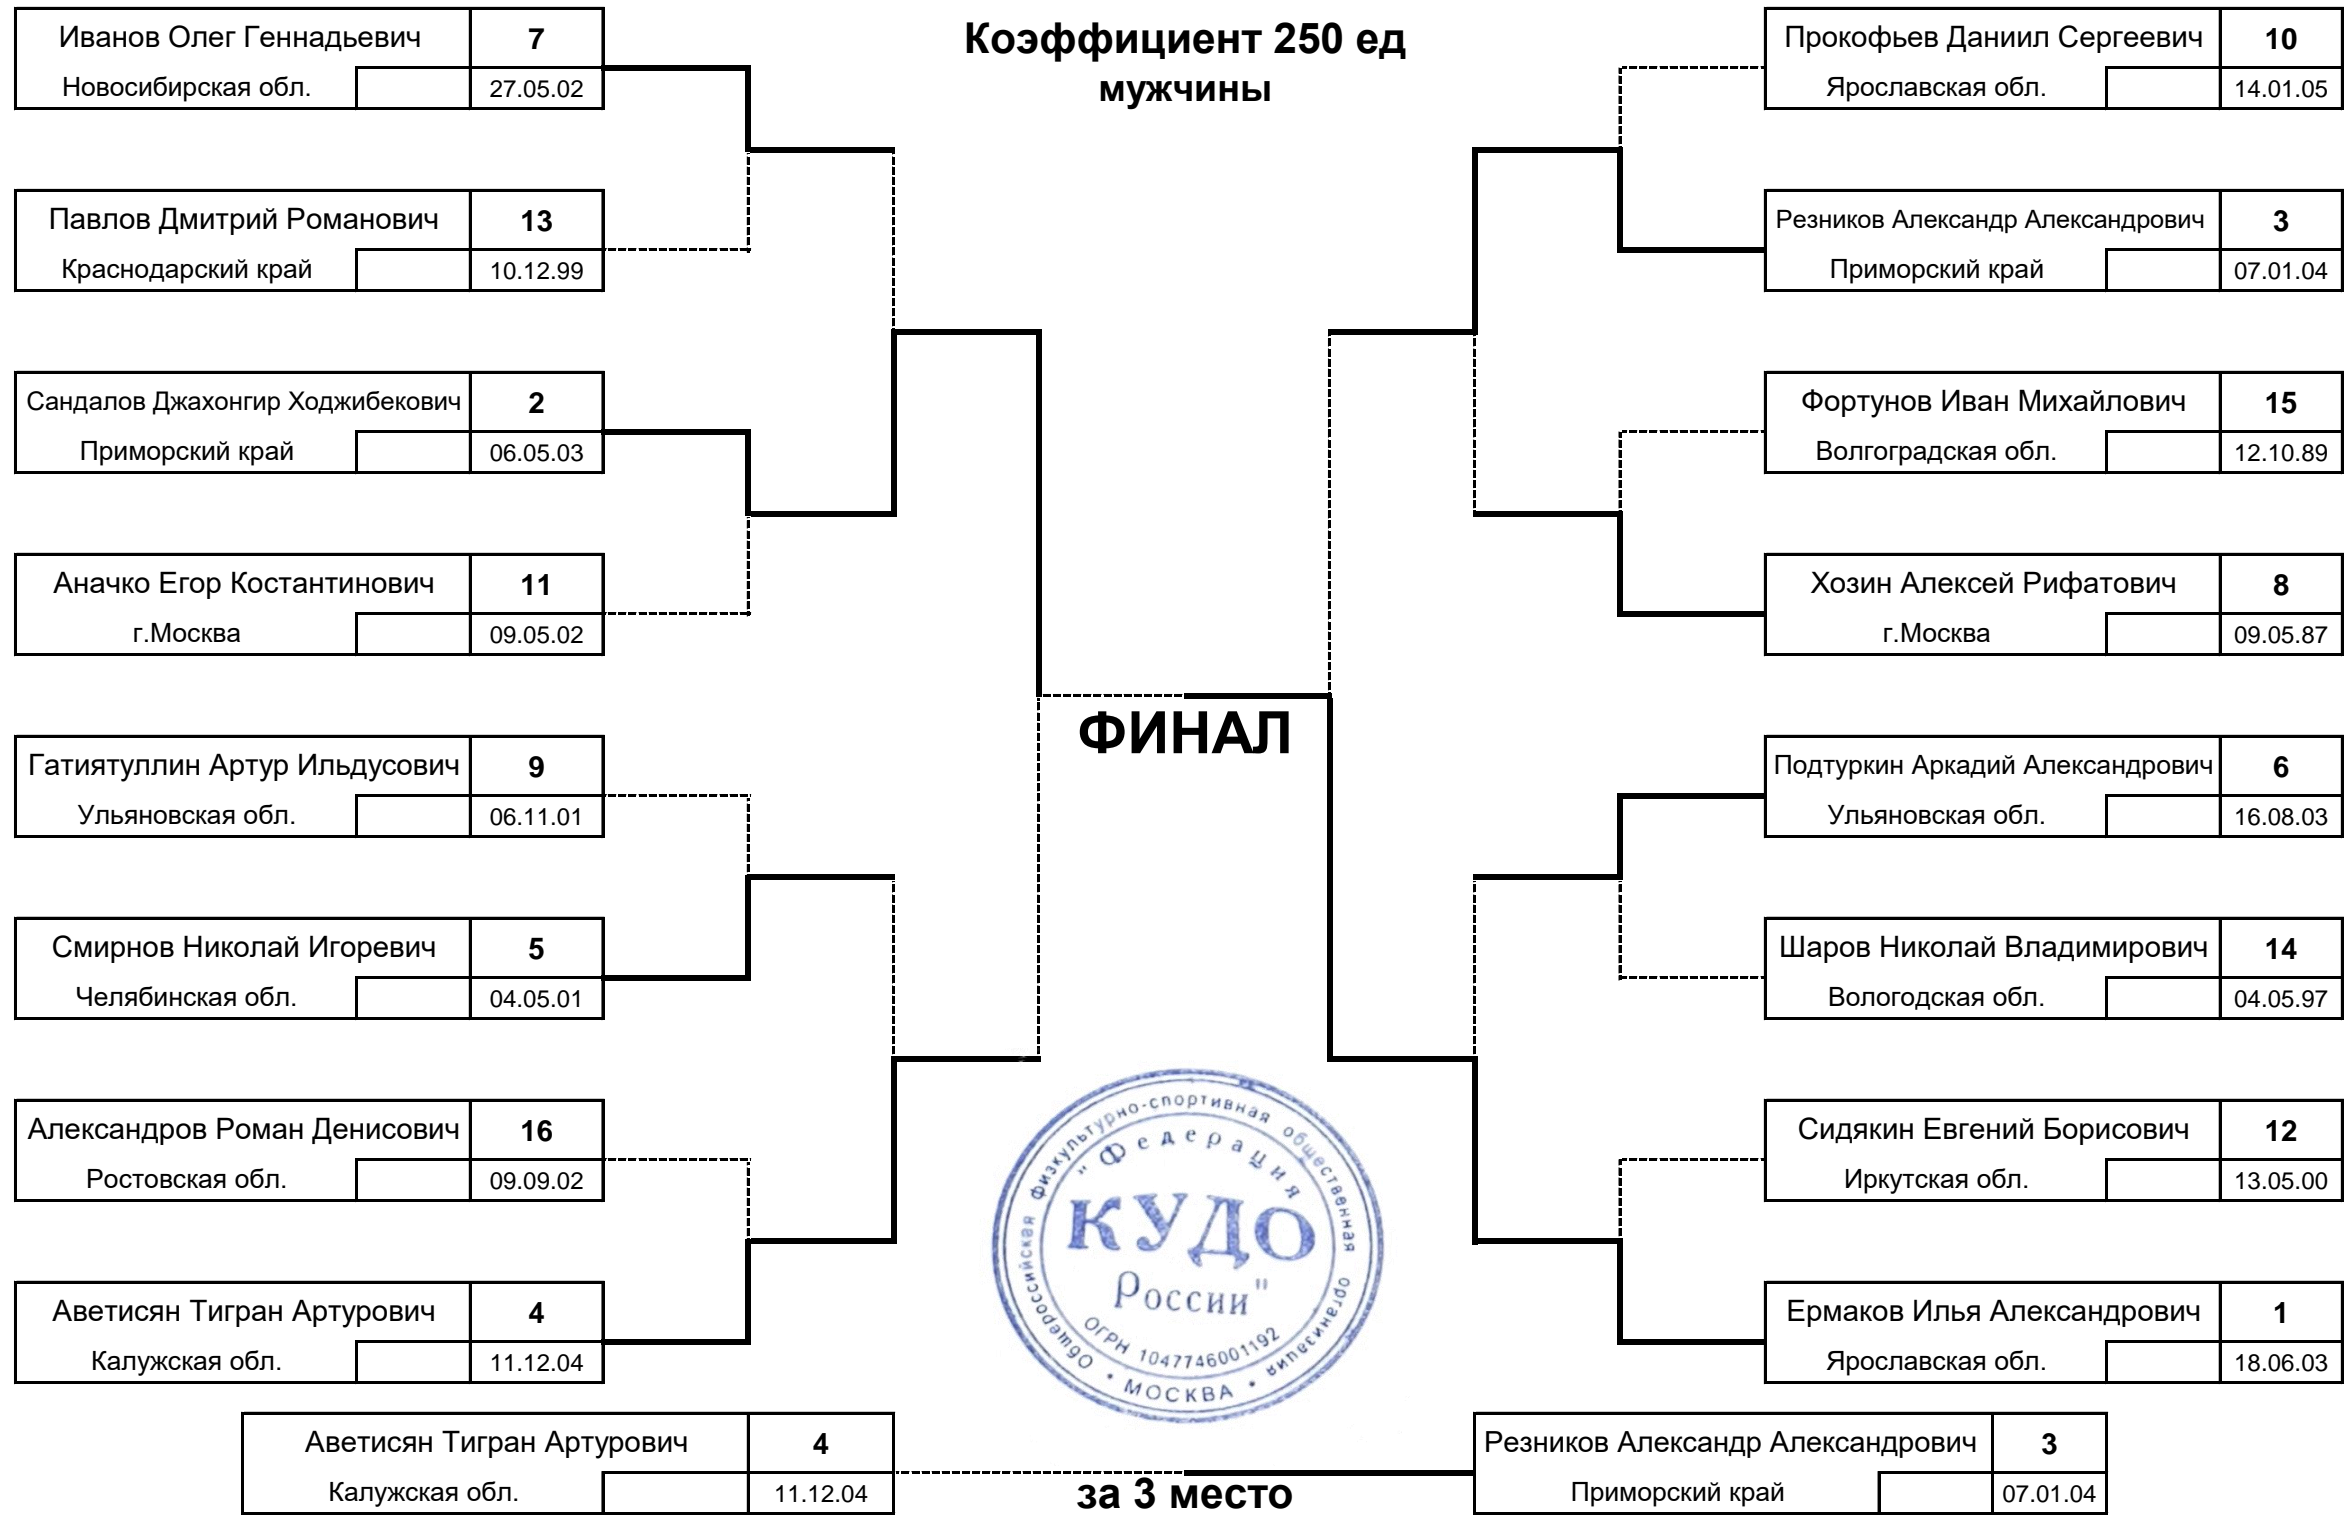 Коэффициент 250 ед
мужчины
Иванов Олег Геннадьевич 7
Новосибирская обл. 27.05.02
Павлов Дмитрий Романович 13
Краснодарский край 10.12.99
Сандалов Джахонгир Ходжибекович 2
Приморский край 06.05.03
Аначко Егор Костантинович 11
г.Москва 09.05.02
Гатиятуллин Артур Ильдусович 9
Ульяновская обл. 06.11.01
Смирнов Николай Игоревич 5
Челябинская обл. 04.05.01
Александров Роман Денисович 16
Ростовская обл. 09.09.02
Аветисян Тигран Артурович 4
Калужская обл. 11.12.04
Прокофьев Даниил Сергеевич 10
Ярославская обл. 14.01.05
Резников Александр Александрович 3
Приморский край 07.01.04
Фортунов Иван Михайлович 15
Волгоградская обл. 12.10.89
Хозин Алексей Рифатович 8
г.Москва 09.05.87
Подтуркин Аркадий Александрович 6
Ульяновская обл. 16.08.03
Шаров Николай Владимирович 14
Вологодская обл. 04.05.97
Сидякин Евгений Борисович 12
Иркутская обл. 13.05.00
Ермаков Илья Александрович 1
Ярославская обл. 18.06.03
ФИНАЛ
Общероссийская физкультурно-спортивная общественная организация
"Федерация
КУДО
России"
ОГРН 1047746001192
• МОСКВА •
Аветисян Тигран Артурович 4
Калужская обл. 11.12.04
за 3 место
Резников Александр Александрович 3
Приморский край 07.01.04